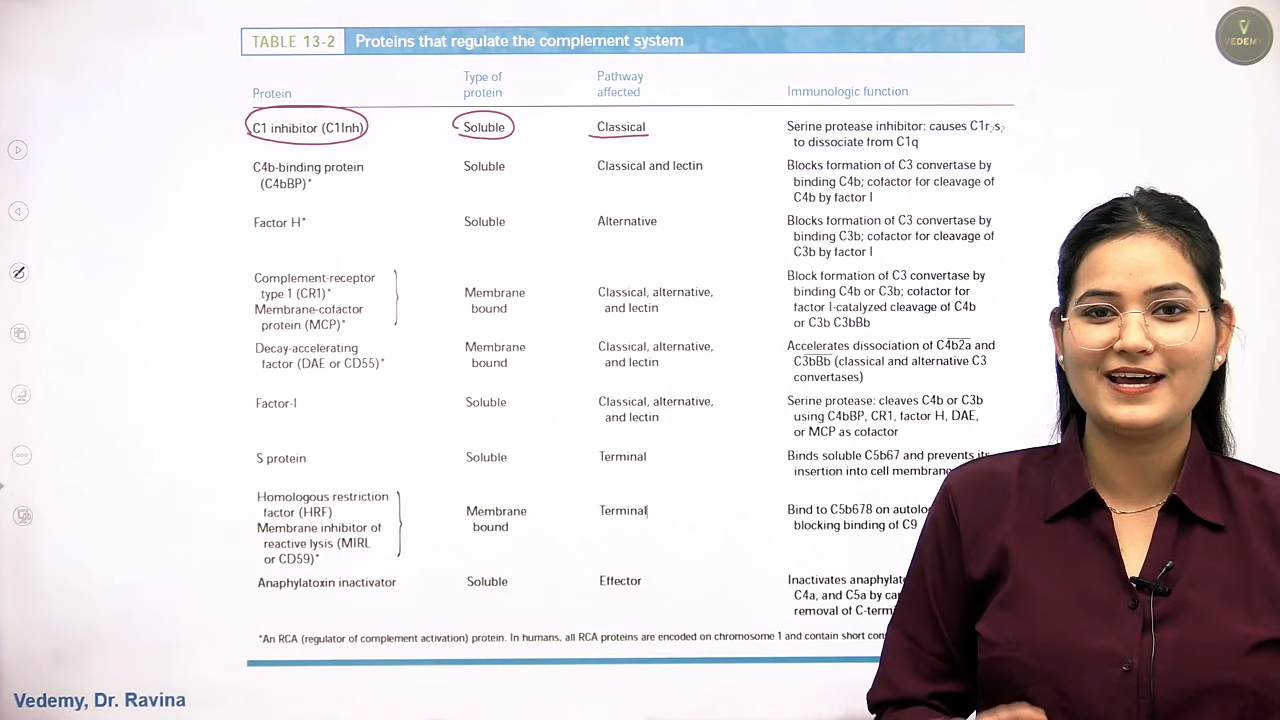 VEDEMY
TABLE 13-2 Proteins that regulate the complement system
Protein
Type of
protein
Pathway
affected
Immunologic function
C1 inhibitor (C1Inh)
Soluble
Classical
Serine protease inhibitor: causes C1r₂s₂
to dissociate from C1q
C4b-binding protein
(C4bBP)*
Soluble
Classical and lectin
Blocks formation of C3 convertase by
binding C4b; cofactor for cleavage of
C4b by factor I
Factor H*
Soluble
Alternative
Blocks formation of C3 convertase by
binding C3b; cofactor for cleavage of
C3b by factor I
Complement-receptor
type 1 (CR1)*
Membrane-cofactor
protein (MCP)*
Membrane
bound
Classical, alternative,
and lectin
Block formation of C3 convertase by
binding C4b or C3b; cofactor for
factor I-catalyzed cleavage of C4b
or C3b C3bBb
Decay-accelerating
factor (DAE or CD55)*
Membrane
bound
Classical, alternative,
and lectin
Accelerates dissociation of C4b2a and
C3bBb (classical and alternative C3
convertases)
Factor-I
Soluble
Classical, alternative,
and lectin
Serine protease: cleaves C4b or C3b
using C4bBP, CR1, factor H, DAE,
or MCP as cofactor
S protein
Soluble
Terminal
Binds soluble C5b67 and prevents its
insertion into cell membrane
Homologous restriction
factor (HRF)
Membrane inhibitor of
reactive lysis (MIRL
or CD59)*
Membrane
bound
Terminal
Bind to C5b678 on
blocking binding of C9
Anaphylatoxin inactivator
Soluble
Effector
Inactivates
C4a, and C5a by
removal of
*An RCA (regulator of complement activation) protein. In humans, all RCA proteins are encoded on chromosome 1 and contain short
Vedemy, Dr. Ravina